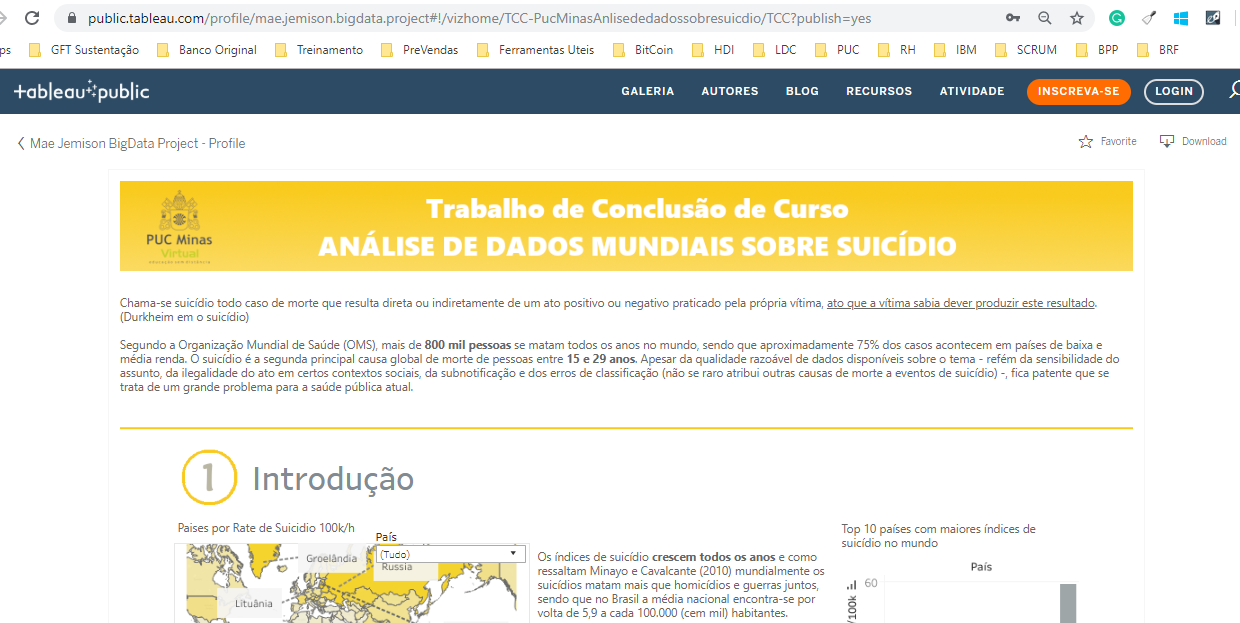 public.tableau.com/profile/mae.jemison.bigdata.project#!/vizhome/TCC-PucMinasAnlisededadossobresuicdio/TCC?publish=yes
ps GFT Sustentação Banco Original Treinamento PreVendas Ferramentas Uteis BitCoin HDI LDC PUC RH IBM SCRUM BPP BRF
+ableau public GALERIA AUTORES BLOG RECURSOS ATIVIDADE INSCREVA-SE LOGIN
Mae Jemison BigData Project - Profile Favorite Download
Trabalho de Conclusão de Curso
PUC Minas
Virtual
ANÁLISE DE DADOS MUNDIAIS SOBRE SUICÍDIO
Chama-se suicídio todo caso de morte que resulta direta ou indiretamente de um ato positivo ou negativo praticado pela própria vítima, ato que a vítima sabia dever produzir este resultado.
(Durkheim em o suicídio)
Segundo a Organização Mundial de Saúde (OMS), mais de 800 mil pessoas se matam todos os anos no mundo, sendo que aproximadamente 75% dos casos acontecem em países de baixa e
média renda. O suicídio é a segunda principal causa global de morte de pessoas entre 15 e 29 anos. Apesar da qualidade razoável de dados disponíveis sobre o tema - refém da sensibilidade do
assunto, da ilegalidade do ato em certos contextos sociais, da subnotificação e dos erros de classificação (não se raro atribui outras causas de morte a eventos de suicídio) -, fica patente que se
trata de um grande problema para a saúde pública atual.
1 Introdução
Paises por Rate de Suicidio 100k/h
País
(Tudo)
Groelândia
Russia
Lituânia
Os índices de suicídio crescem todos os anos e como
ressaltam Minayo e Cavalcante (2010) mundialmente os
suicídios matam mais que homicídios e guerras juntos,
sendo que no Brasil a média nacional encontra-se por
volta de 5,9 a cada 100.000 (cem mil) habitantes.
Top 10 países com maiores índices de
suicídio no mundo
País
60
/100k